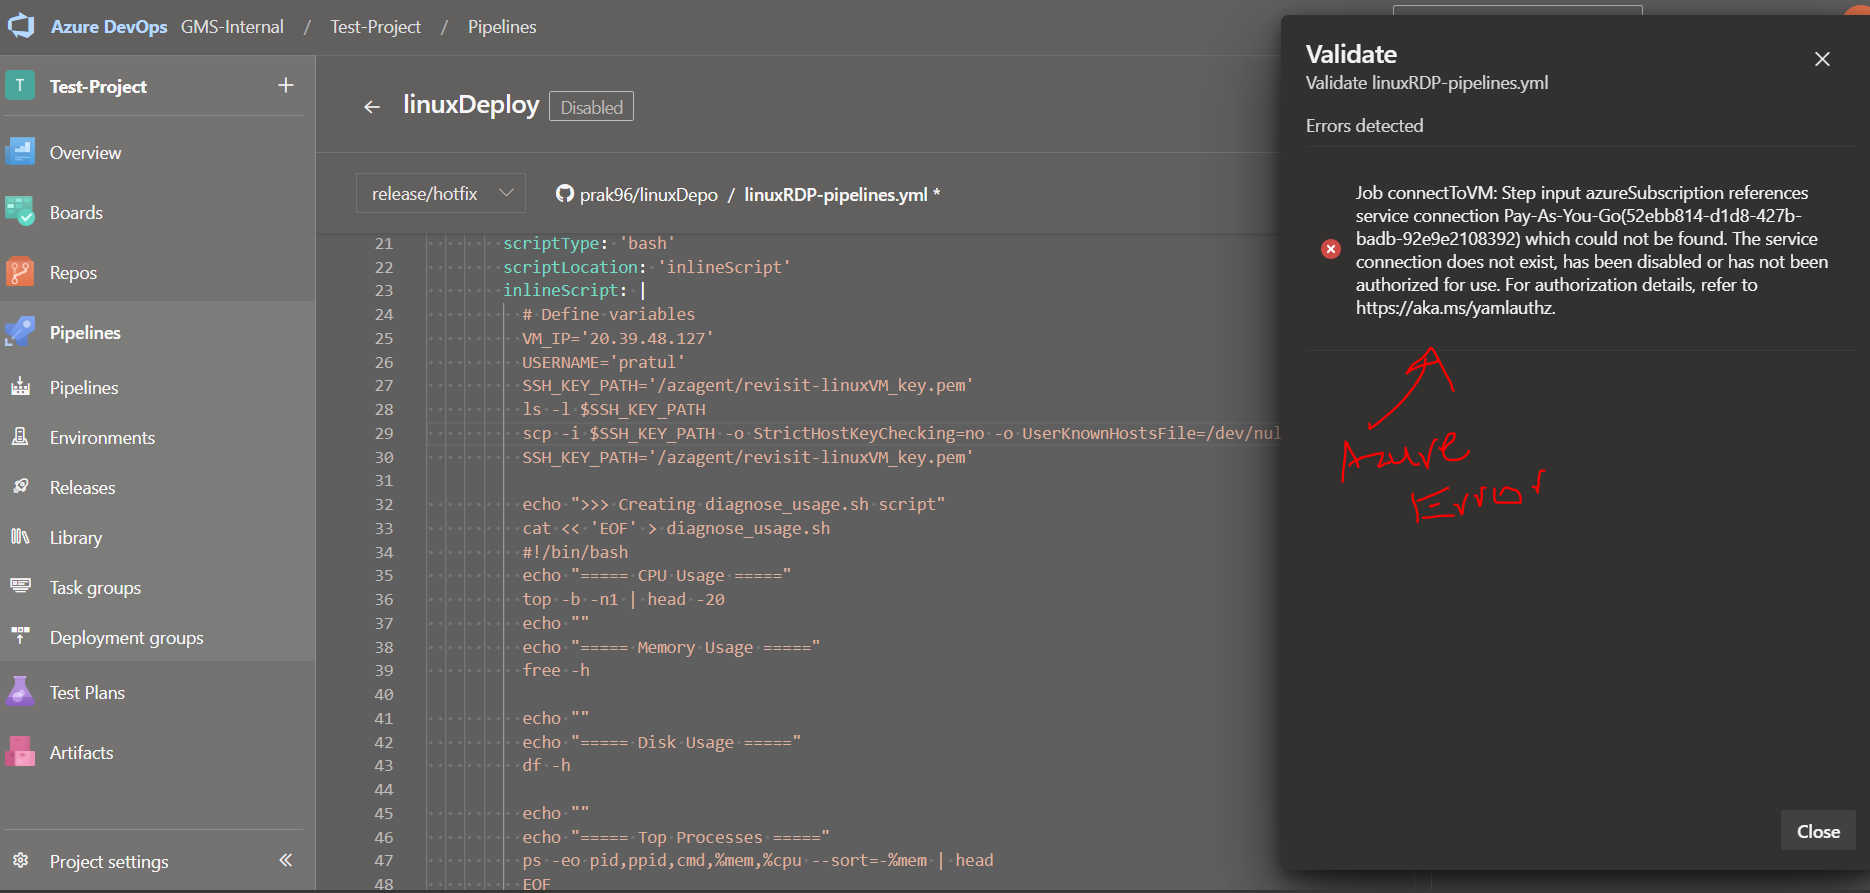 Azure DevOps GMS-Internal / Test-Project / Pipelines
T Test-Project +
Overview
Boards
Repos
Pipelines
Pipelines
Environments
Releases
Library
Task groups
Deployment groups
Test Plans
Artifacts
Project settings
linuxDeploy Disabled
release/hotfix prak96/linuxDepo / linuxRDP-pipelines.yml *
21 scriptType: 'bash'
22 scriptLocation: 'inlineScript'
23 inlineScript: |
24 # Define variables
25 VM_IP='20.39.48.127'
26 USERNAME='pratul'
27 SSH_KEY_PATH='/azagent/revisit-linuxVM_key.pem'
28 ls -l $SSH_KEY_PATH
29 scp -i $SSH_KEY_PATH -o StrictHostKeyChecking=no -o UserKnownHostsFile=/dev/nul
30 SSH_KEY_PATH='/azagent/revisit-linuxVM_key.pem'
31
32 echo ">>> Creating diagnose_usage.sh script"
33 cat << 'EOF' > diagnose_usage.sh
34 #!/bin/bash
35 echo "===== CPU Usage ====="
36 top -b -n1 | head -20
37 echo ""
38 echo "===== Memory Usage ====="
39 free -h
40
41 echo ""
42 echo "===== Disk Usage ====="
43 df -h
44
45 echo ""
46 echo "===== Top Processes ====="
47 ps -eo pid,ppid,cmd,%mem,%cpu --sort=-%mem | head
48 EOF
Validate
Validate linuxRDP-pipelines.yml
Errors detected
Job connectToVM: Step input azureSubscription references
service connection Pay-As-You-Go(52ebb814-d1d8-427b-
badb-92e9e2108392) which could not be found. The service
connection does not exist, has been disabled or has not been
authorized for use. For authorization details, refer to
https://aka.ms/yamlauthz.
Azure
Error
Close